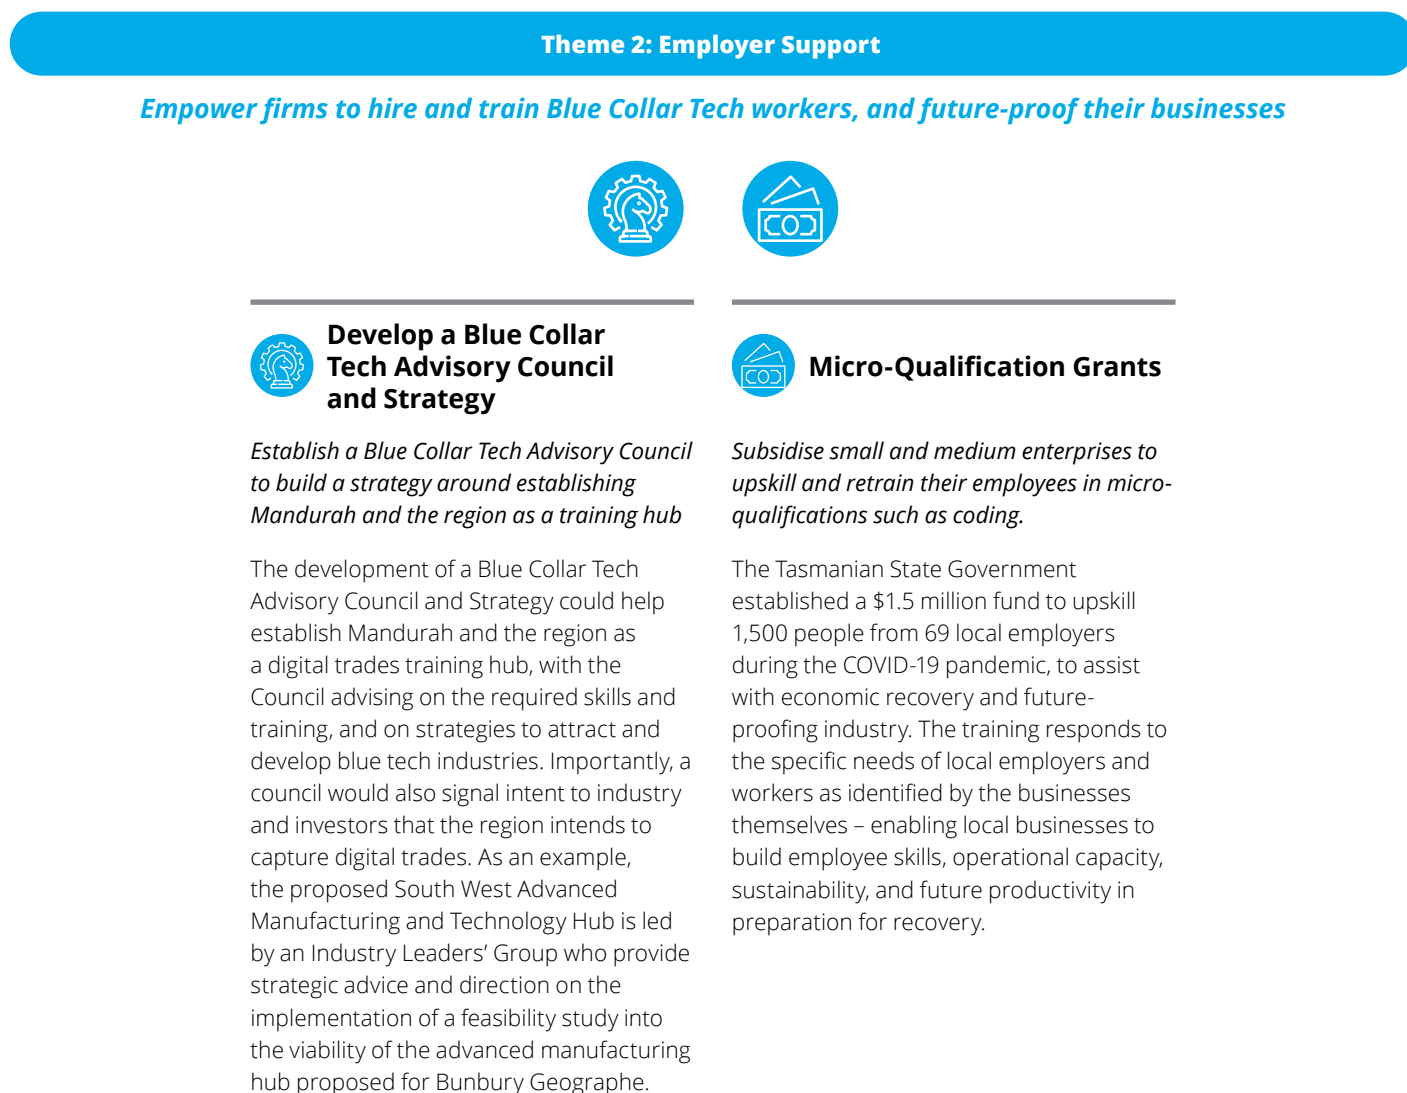 Theme 2: Employer Support
Empower firms to hire and train Blue Collar Tech workers, and future-proof their businesses
Develop a Blue Collar
Tech Advisory Council
and Strategy
Establish a Blue Collar Tech Advisory Council
to build a strategy around establishing
Mandurah and the region as a training hub
The development of a Blue Collar Tech
Advisory Council and Strategy could help
establish Mandurah and the region as
a digital trades training hub, with the
Council advising on the required skills and
training, and on strategies to attract and
develop blue tech industries. Importantly, a
council would also signal intent to industry
and investors that the region intends to
capture digital trades. As an example,
the proposed South West Advanced
Manufacturing and Technology Hub is led
by an Industry Leaders’ Group who provide
strategic advice and direction on the
implementation of a feasibility study into
the viability of the advanced manufacturing
hub proposed for Bunbury Geographe.
Micro-Qualification Grants
Subsidise small and medium enterprises to
upskill and retrain their employees in micro-
qualifications such as coding.
The Tasmanian State Government
established a $1.5 million fund to upskill
1,500 people from 69 local employers
during the COVID-19 pandemic, to assist
with economic recovery and future-
proofing industry. The training responds to
the specific needs of local employers and
workers as identified by the businesses
themselves – enabling local businesses to
build employee skills, operational capacity,
sustainability, and future productivity in
preparation for recovery.